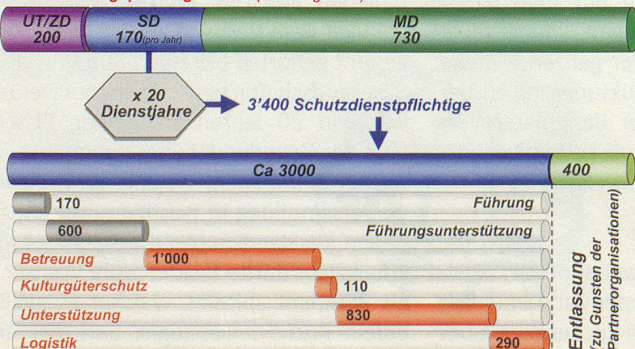 UT/ZD SD MD
200 170 (pro Jahr) 730
x 20
Dienstjahre
3'400 Schutzdienstpflichtige
Ca 3000 400
170 Führung
600 Führungsunterstützung
Betreuung 1'000
Kulturgüterschutz 110
Unterstützung 830
Logistik 290
Entlassung
(zu Gunsten der
Partnerorganisationen)